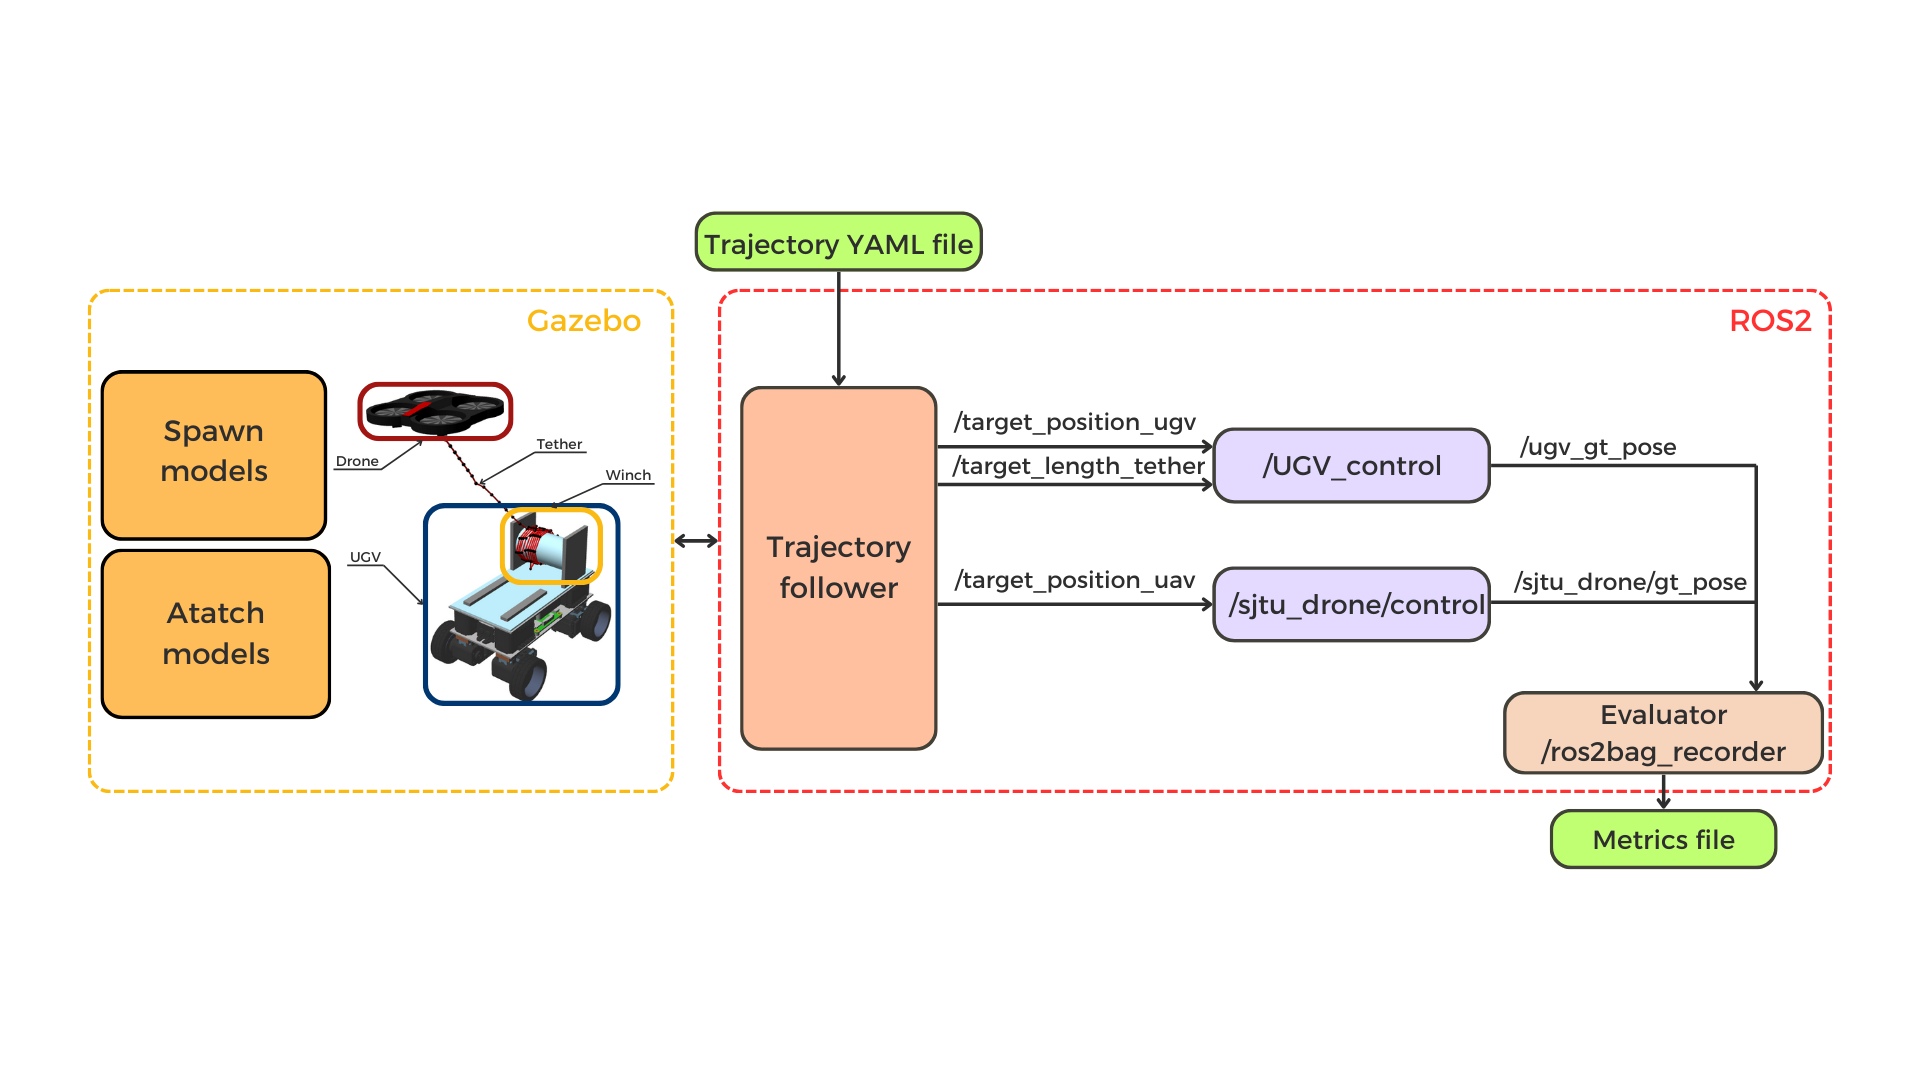 Trajectory YAML file
Gazebo
ROS2
Spawn
models
Atatch
models
Drone
Tether
Winch
UGV
Trajectory
follower
/target_position_ugv
/target_length_tether
/target_position_uav
/UGV_control
/sjtu_drone/control
/ugv_gt_pose
/sjtu_drone/gt_pose
Evaluator
/ros2bag_recorder
Metrics file